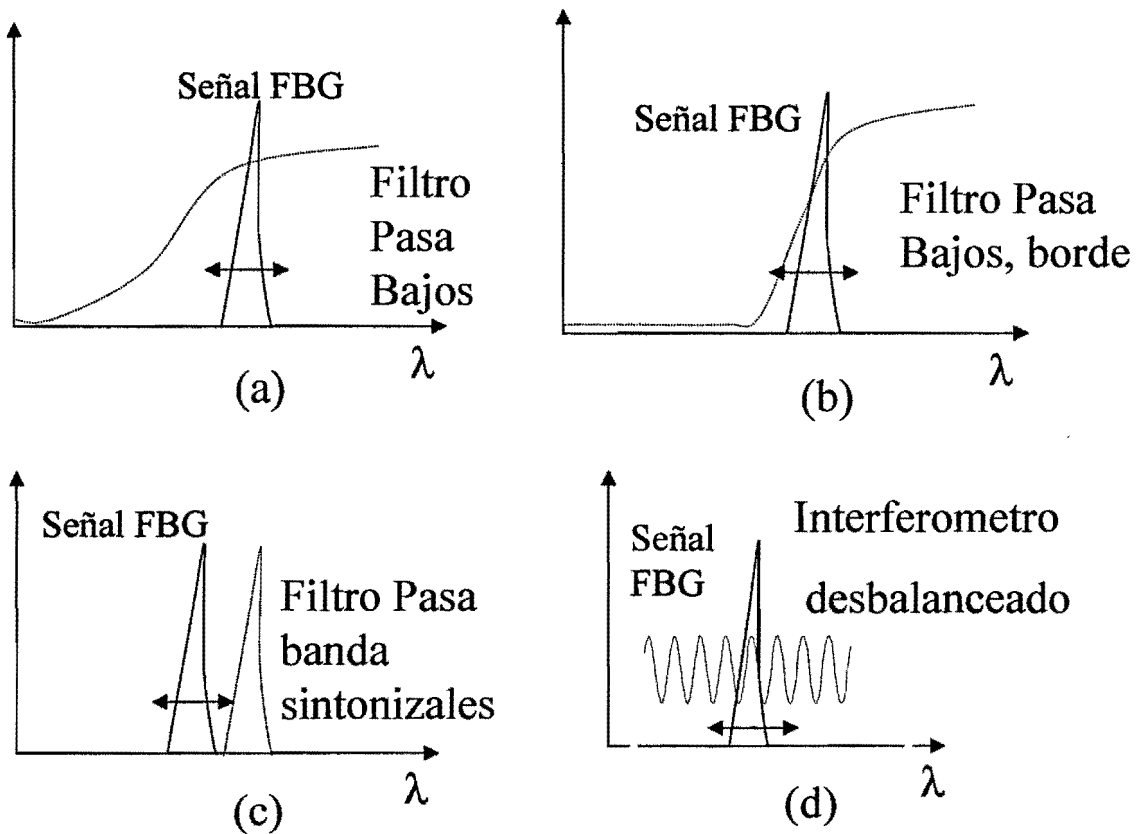 Señal FBG
Filtro
Pasa
Bajos
λ
(a)
Señal FBG
Filtro Pasa
Bajos, borde
λ
(b)
Señal FBG
Filtro Pasa
banda
sintonizales
λ
(c)
Señal
FBG
Interferometro
desbalanceado
λ
(d)